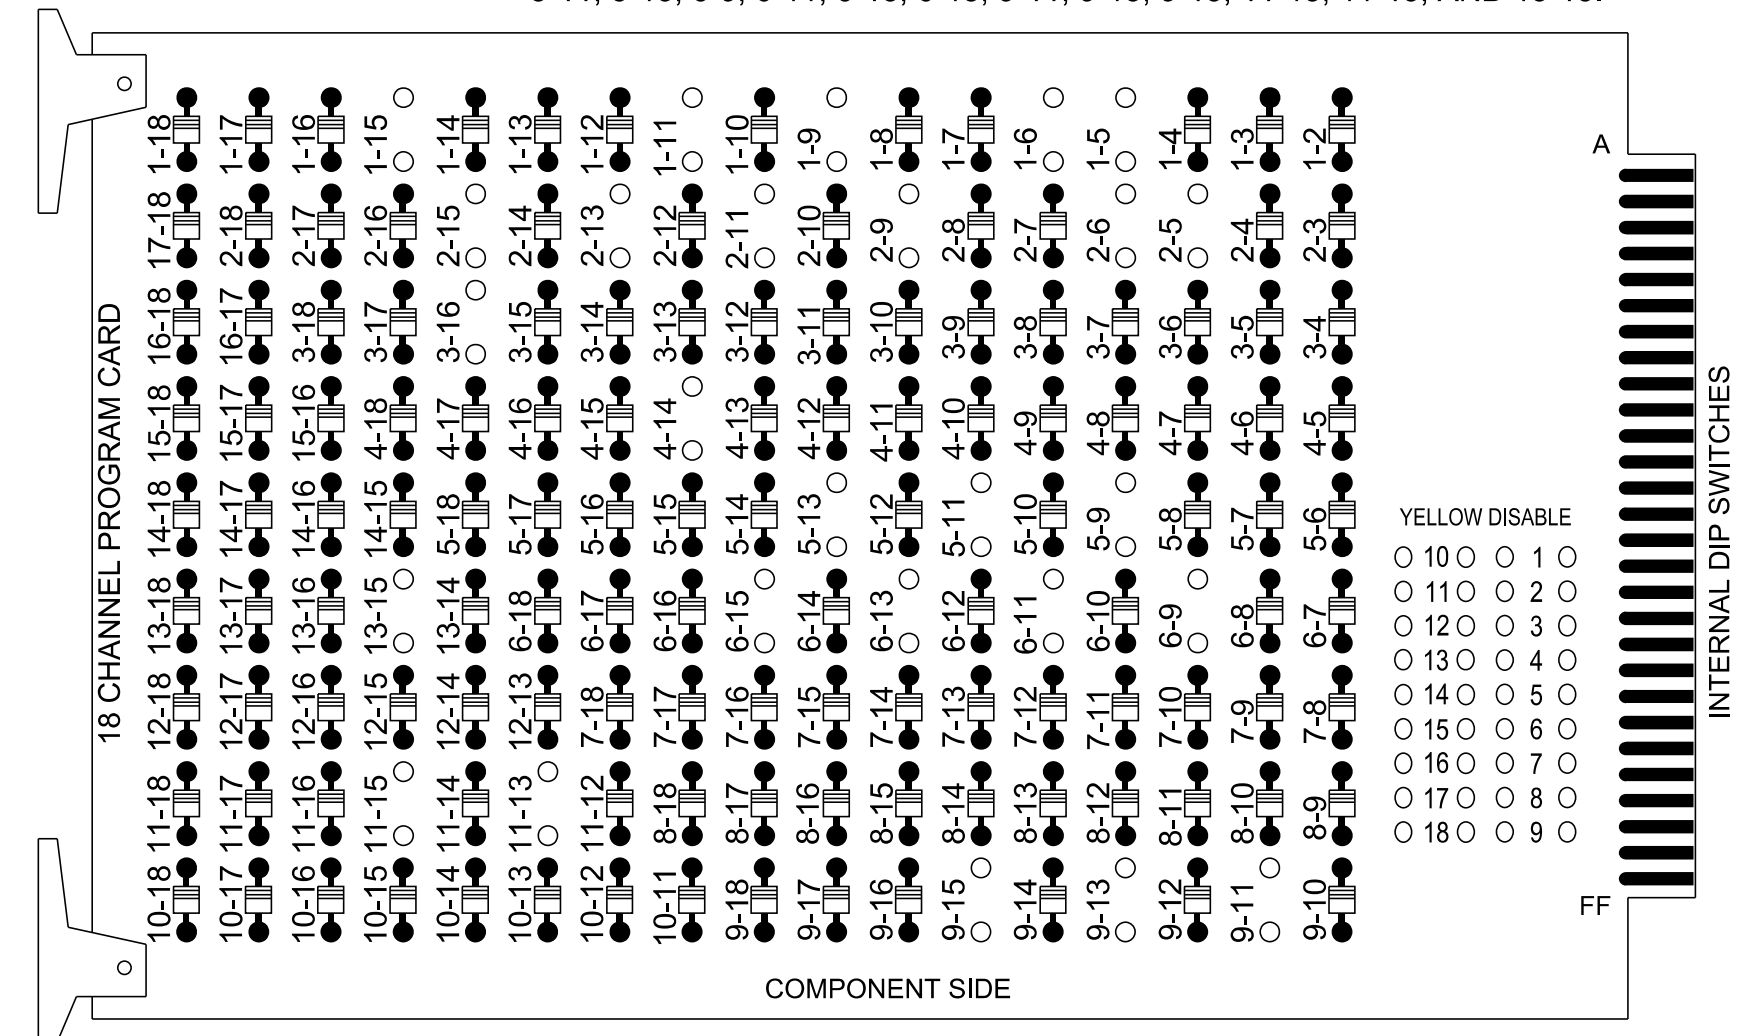 18 CHANNEL PROGRAM CARD
1-18 1-17 1-16 1-15 1-14 1-13 1-12 1-11 1-10 1-9 1-8 1-7 1-6 1-5 1-4 1-3 1-2
17-18 2-18 2-17 2-16 2-15 2-14 2-13 2-12 2-11 2-10 2-9 2-8 2-7 2-6 2-5 2-4 2-3
16-18 16-17 3-18 3-17 3-16 3-15 3-14 3-13 3-12 3-11 3-10 3-9 3-8 3-7 3-6 3-5 3-4
15-18 15-17 15-16 4-18 4-17 4-16 4-15 4-14 4-13 4-12 4-11 4-10 4-9 4-8 4-7 4-6 4-5
14-18 14-17 14-16 14-15 5-18 5-17 5-16 5-15 5-14 5-13 5-12 5-11 5-10 5-9 5-8 5-7 5-6
13-18 13-17 13-16 13-15 13-14 6-18 6-17 6-16 6-15 6-14 6-13 6-12 6-11 6-10 6-9 6-8 6-7
12-18 12-17 12-16 12-15 12-14 12-13 7-18 7-17 7-16 7-15 7-14 7-13 7-12 7-11 7-10 7-9 7-8
11-18 11-17 11-16 11-15 11-14 11-13 11-12 8-18 8-17 8-16 8-15 8-14 8-13 8-12 8-11 8-10 8-9
10-18 10-17 10-16 10-15 10-14 10-13 10-12 10-11 9-18 9-17 9-16 9-15 9-14 9-13 9-12 9-11 9-10
A
YELLOW DISABLE
10 1
11 2
12 3
13 4
14 5
15 6
16 7
17 8
18 9
FF
INTERNAL DIP SWITCHES
COMPONENT SIDE